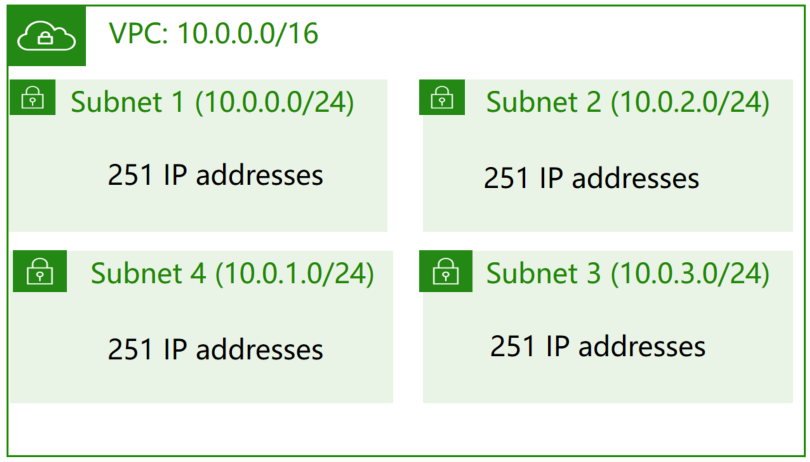 VPC: 10.0.0.0/16
Subnet 1 (10.0.0.0/24)
251 IP addresses
Subnet 2 (10.0.2.0/24)
251 IP addresses
Subnet 4 (10.0.1.0/24)
251 IP addresses
Subnet 3 (10.0.3.0/24)
251 IP addresses